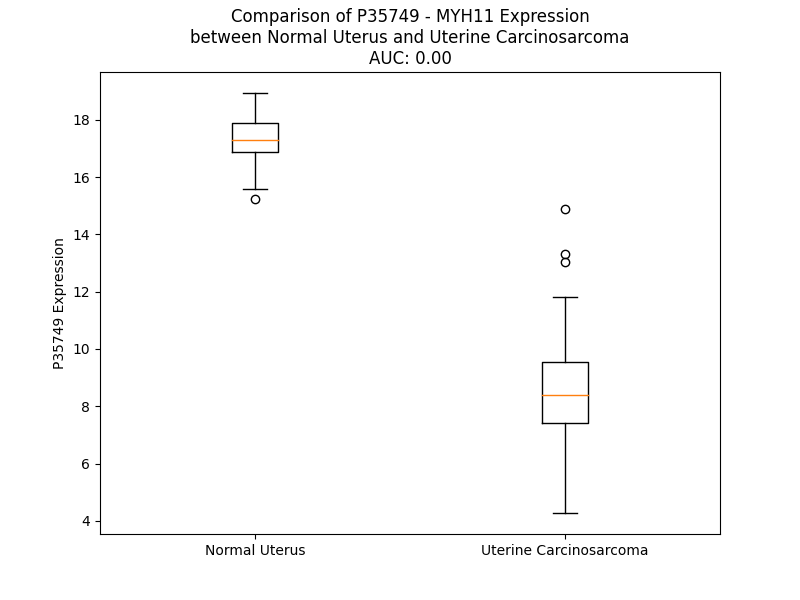 Comparison of P35749 - MYH11 Expression
between Normal Uterus and Uterine Carcinosarcoma
AUC: 0.00
P35749 Expression
18
16
14
12
10
8
6
4
Normal Uterus
Uterine Carcinosarcoma